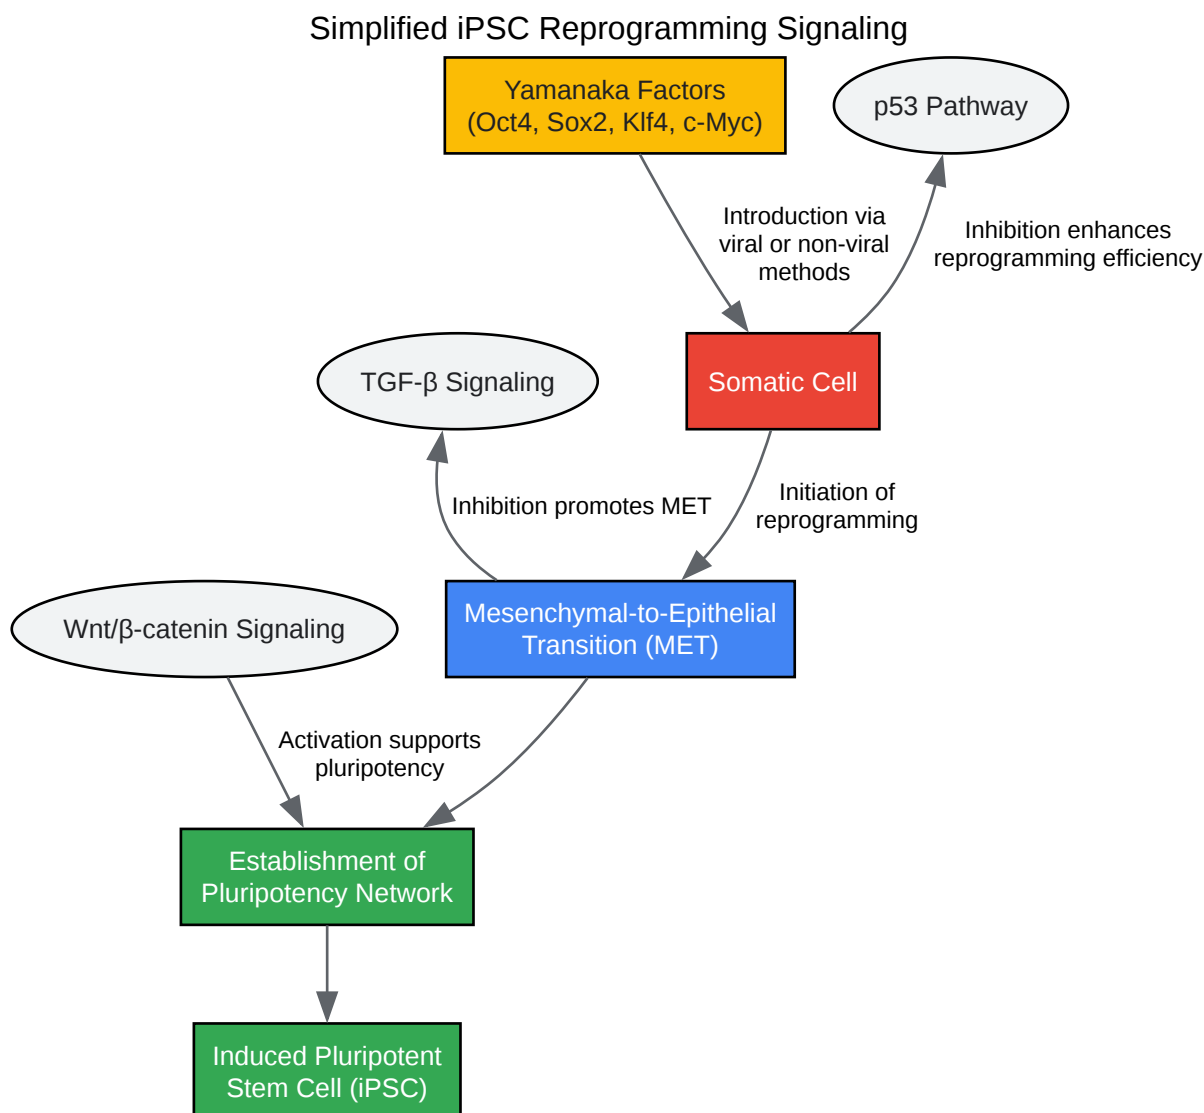 Simplified iPSC Reprogramming Signaling
Yamanaka Factors
(Oct4, Sox2, Klf4, c-Myc)
p53 Pathway
Introduction via
viral or non-viral
methods
Inhibition enhances
reprogramming efficiency
TGF-β Signaling
Somatic Cell
Inhibition promotes MET
Initiation of
reprogramming
Wnt/β-catenin Signaling
Mesenchymal-to-Epithelial
Transition (MET)
Activation supports
pluripotency
Establishment of
Pluripotency Network
Induced Pluripotent
Stem Cell (iPSC)